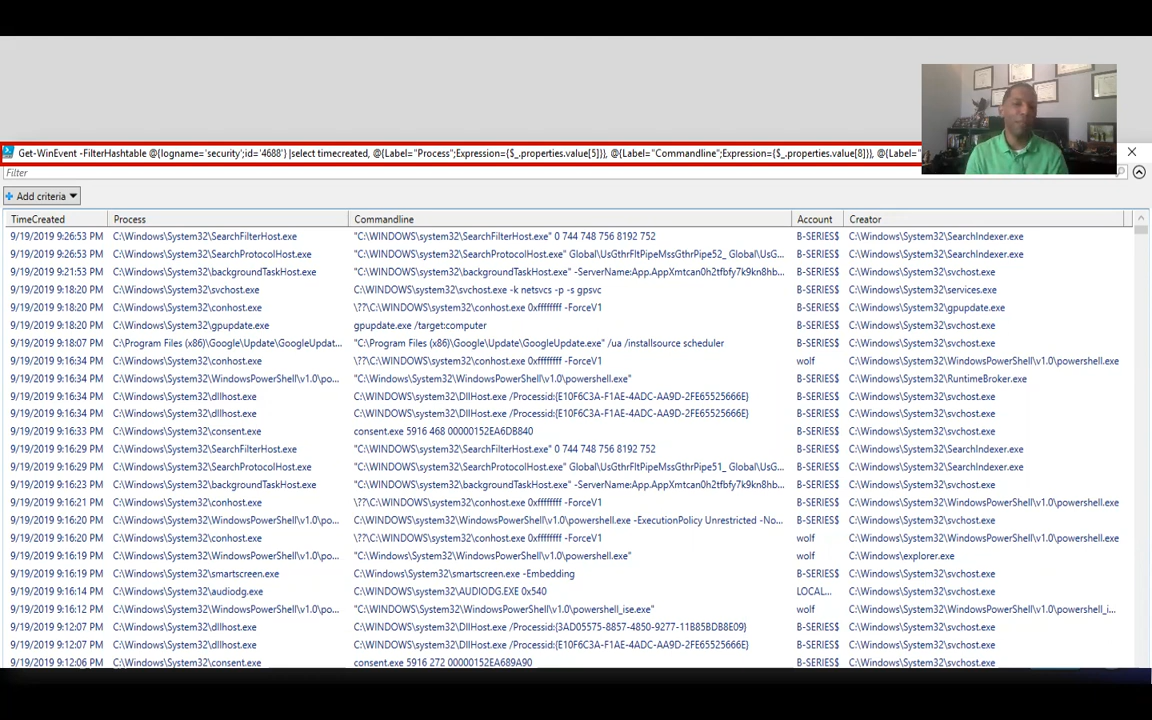 Get-WinEvent -FilterHashtable @{logname='security';id='4688'} |select timecreated, @{Label="Process";Expression={$_.properties.value[5]}}, @{Label="Commandline";Expression={$_.properties.value[8]}}, @{Label="
Filter
Add criteria
TimeCreated Process Commandline Account Creator
9/19/2019 9:26:53 PM C:\Windows\System32\SearchFilterHost.exe "C:\WINDOWS\system32\SearchFilterHost.exe" 0 744 748 756 8192 752 B-SERIES$ C:\Windows\System32\SearchIndexer.exe
9/19/2019 9:26:53 PM C:\Windows\System32\SearchProtocolHost.exe "C:\WINDOWS\system32\SearchProtocolHost.exe" Global\UsGthrFltPipeMssGthrPipe52_ Global\UsG... B-SERIES$ C:\Windows\System32\SearchIndexer.exe
9/19/2019 9:21:53 PM C:\Windows\System32\backgroundTaskHost.exe "C:\WINDOWS\system32\backgroundTaskHost.exe" -ServerName:App.AppXmtcan0h2tfbfy7k9kn8hb... B-SERIES$ C:\Windows\System32\svchost.exe
9/19/2019 9:18:20 PM C:\Windows\System32\svchost.exe C:\WINDOWS\system32\svchost.exe -k netsvcs -p -s gpsvc B-SERIES$ C:\Windows\System32\services.exe
9/19/2019 9:18:20 PM C:\Windows\System32\conhost.exe \??\C:\WINDOWS\system32\conhost.exe 0xffffffff -ForceV1 B-SERIES$ C:\Windows\System32\gpupdate.exe
9/19/2019 9:18:20 PM C:\Windows\System32\gpupdate.exe gpupdate.exe /target:computer B-SERIES$ C:\Windows\System32\svchost.exe
9/19/2019 9:18:07 PM C:\Program Files (x86)\Google\Update\GoogleUpdat... "C:\Program Files (x86)\Google\Update\GoogleUpdate.exe" /ua /installsource scheduler B-SERIES$ C:\Windows\System32\svchost.exe
9/19/2019 9:16:34 PM C:\Windows\System32\conhost.exe \??\C:\WINDOWS\system32\conhost.exe 0xffffffff -ForceV1 wolf C:\Windows\System32\WindowsPowerShell\v1.0\powershell.exe
9/19/2019 9:16:34 PM C:\Windows\System32\WindowsPowerShell\v1.0\po... "C:\Windows\System32\WindowsPowerShell\v1.0\powershell.exe" B-SERIES$ C:\Windows\System32\RuntimeBroker.exe
9/19/2019 9:16:34 PM C:\Windows\System32\dllhost.exe C:\WINDOWS\system32\DllHost.exe /Processid:{E10F6C3A-F1AE-4ADC-AA9D-2FE65525666E} B-SERIES$ C:\Windows\System32\svchost.exe
9/19/2019 9:16:34 PM C:\Windows\System32\dllhost.exe C:\WINDOWS\system32\DllHost.exe /Processid:{E10F6C3A-F1AE-4ADC-AA9D-2FE65525666E} B-SERIES$ C:\Windows\System32\svchost.exe
9/19/2019 9:16:33 PM C:\Windows\System32\consent.exe consent.exe 5916 468 00000152EA6DB840 B-SERIES$ C:\Windows\System32\svchost.exe
9/19/2019 9:16:29 PM C:\Windows\System32\SearchFilterHost.exe "C:\WINDOWS\system32\SearchFilterHost.exe" 0 744 748 756 8192 752 B-SERIES$ C:\Windows\System32\SearchIndexer.exe
9/19/2019 9:16:29 PM C:\Windows\System32\SearchProtocolHost.exe "C:\WINDOWS\system32\SearchProtocolHost.exe" Global\UsGthrFltPipeMssGthrPipe51_ Global\UsG... B-SERIES$ C:\Windows\System32\SearchIndexer.exe
9/19/2019 9:16:23 PM C:\Windows\System32\backgroundTaskHost.exe "C:\WINDOWS\system32\backgroundTaskHost.exe" -ServerName:App.AppXmtcan0h2tfbfy7k9kn8hb... B-SERIES$ C:\Windows\System32\svchost.exe
9/19/2019 9:16:21 PM C:\Windows\System32\conhost.exe \??\C:\WINDOWS\system32\conhost.exe 0xffffffff -ForceV1 B-SERIES$ C:\Windows\System32\WindowsPowerShell\v1.0\powershell.exe
9/19/2019 9:16:20 PM C:\Windows\System32\WindowsPowerShell\v1.0\po... C:\WINDOWS\system32\WindowsPowerShell\v1.0\powershell.exe -ExecutionPolicy Unrestricted -No... B-SERIES$ C:\Windows\System32\svchost.exe
9/19/2019 9:16:20 PM C:\Windows\System32\conhost.exe \??\C:\WINDOWS\system32\conhost.exe 0xffffffff -ForceV1 wolf C:\Windows\System32\WindowsPowerShell\v1.0\powershell.exe
9/19/2019 9:16:19 PM C:\Windows\System32\WindowsPowerShell\v1.0\po... "C:\Windows\System32\WindowsPowerShell\v1.0\powershell.exe" wolf C:\Windows\explorer.exe
9/19/2019 9:16:19 PM C:\Windows\System32\smartscreen.exe C:\Windows\System32\smartscreen.exe -Embedding B-SERIES$ C:\Windows\System32\svchost.exe
9/19/2019 9:16:14 PM C:\Windows\System32\audiodg.exe C:\WINDOWS\system32\AUDIODG.EXE 0x540 LOCAL... C:\Windows\System32\svchost.exe
9/19/2019 9:16:12 PM C:\Windows\System32\WindowsPowerShell\v1.0\po... "C:\WINDOWS\System32\WindowsPowerShell\v1.0\powershell_ise.exe" wolf C:\Windows\System32\WindowsPowerShell\v1.0\powershell_i...
9/19/2019 9:12:07 PM C:\Windows\System32\dllhost.exe C:\WINDOWS\system32\DllHost.exe /Processid:{3AD05575-8857-4850-9277-11B85BDB8E09} B-SERIES$ C:\Windows\System32\svchost.exe
9/19/2019 9:12:07 PM C:\Windows\System32\dllhost.exe C:\WINDOWS\system32\DllHost.exe /Processid:{E10F6C3A-F1AE-4ADC-AA9D-2FE65525666E} B-SERIES$ C:\Windows\System32\svchost.exe
9/19/2019 9:12:06 PM C:\Windows\System32\consent.exe consent.exe 5916 272 00000152EA689A90 B-SERIES$ C:\Windows\System32\svchost.exe